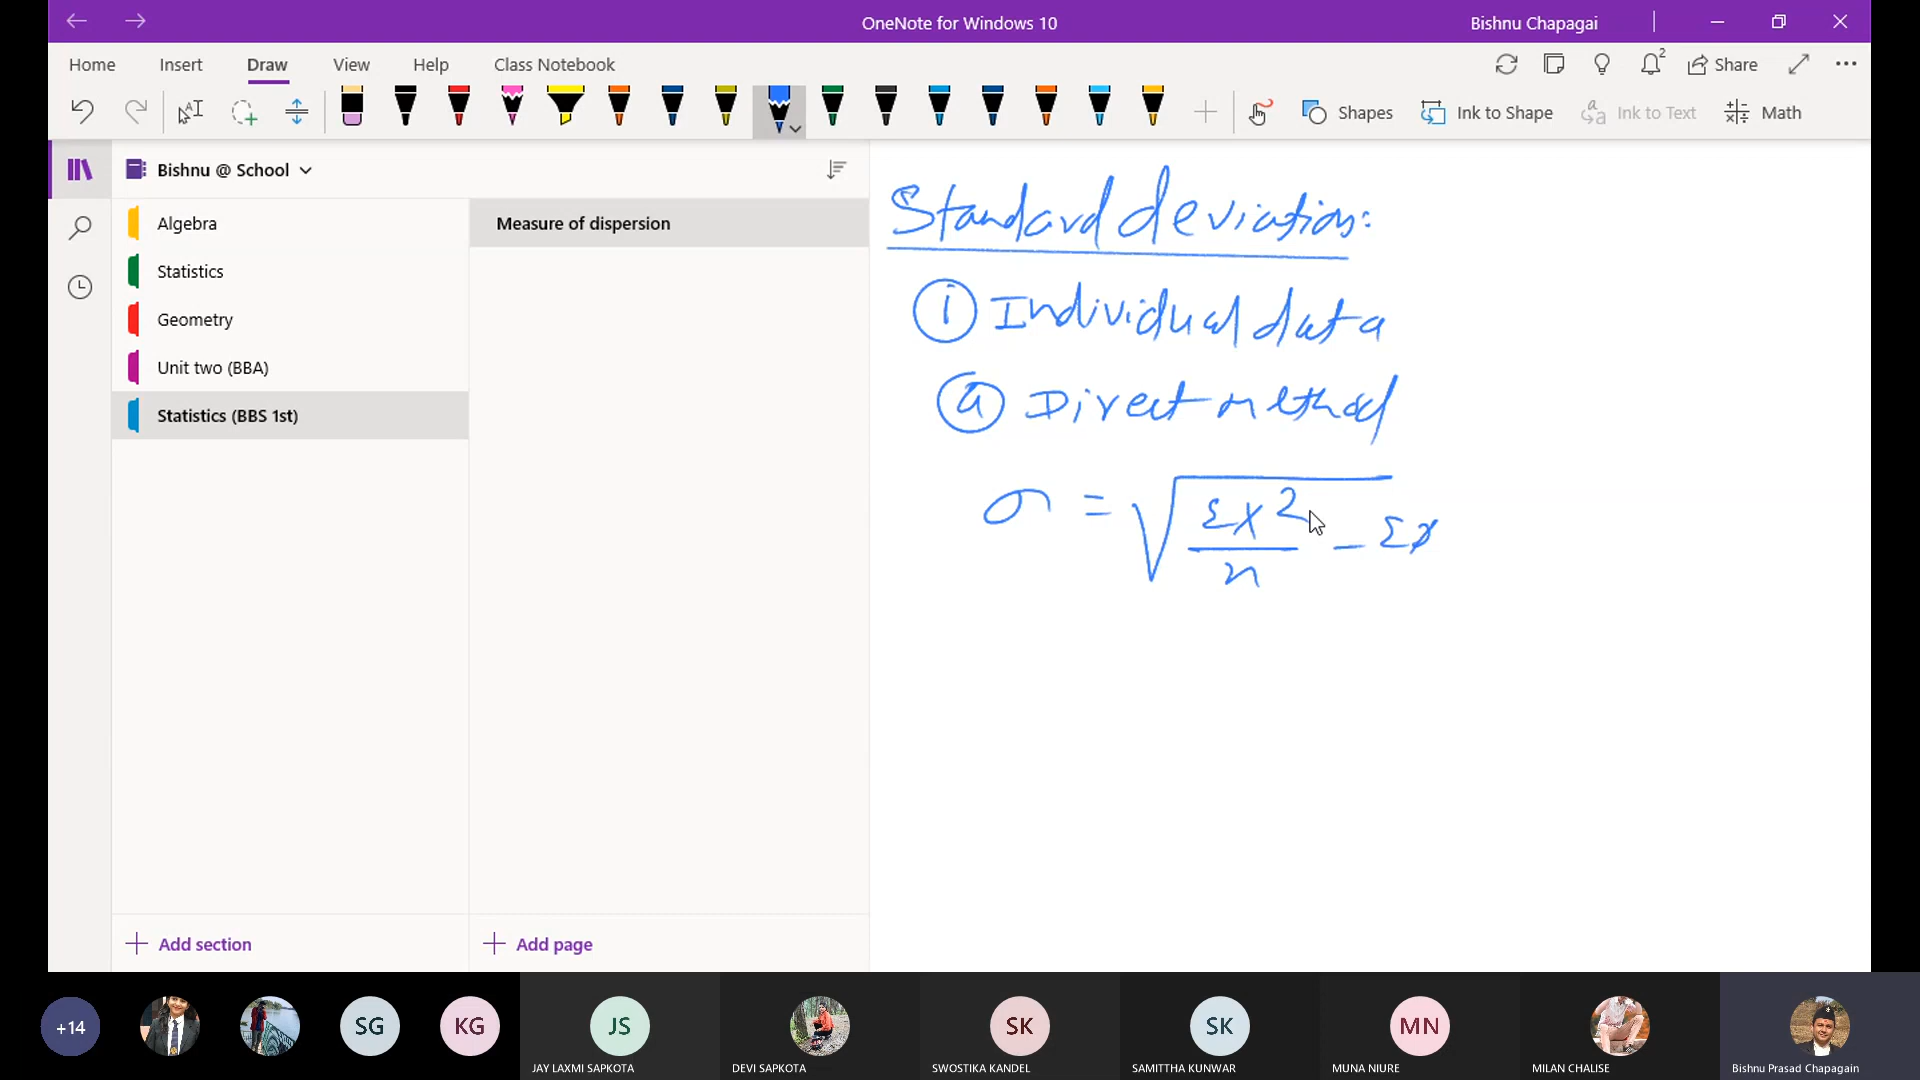 OneNote for Windows 10
Bishnu Chapagai
Home Insert Draw View Help Class Notebook
2
Share
Shapes Ink to Shape Ink to Text Math
Bishnu @ School
Algebra
Statistics
Geometry
Unit two (BBA)
Statistics (BBS 1st)
Add section
Measure of dispersion
Add page
Standard deviation:
(i) Individual data
(a) Direct method
σ = √(Σx²/n − Σx
+14
SG
KG
JS
JAY LAXMI SAPKOTA
DEVI SAPKOTA
SK
SWOSTIKA KANDEL
SK
SAMITTHA KUNWAR
MN
MUNA NIURE
MILAN CHALISE
Bishnu Prasad Chapagain